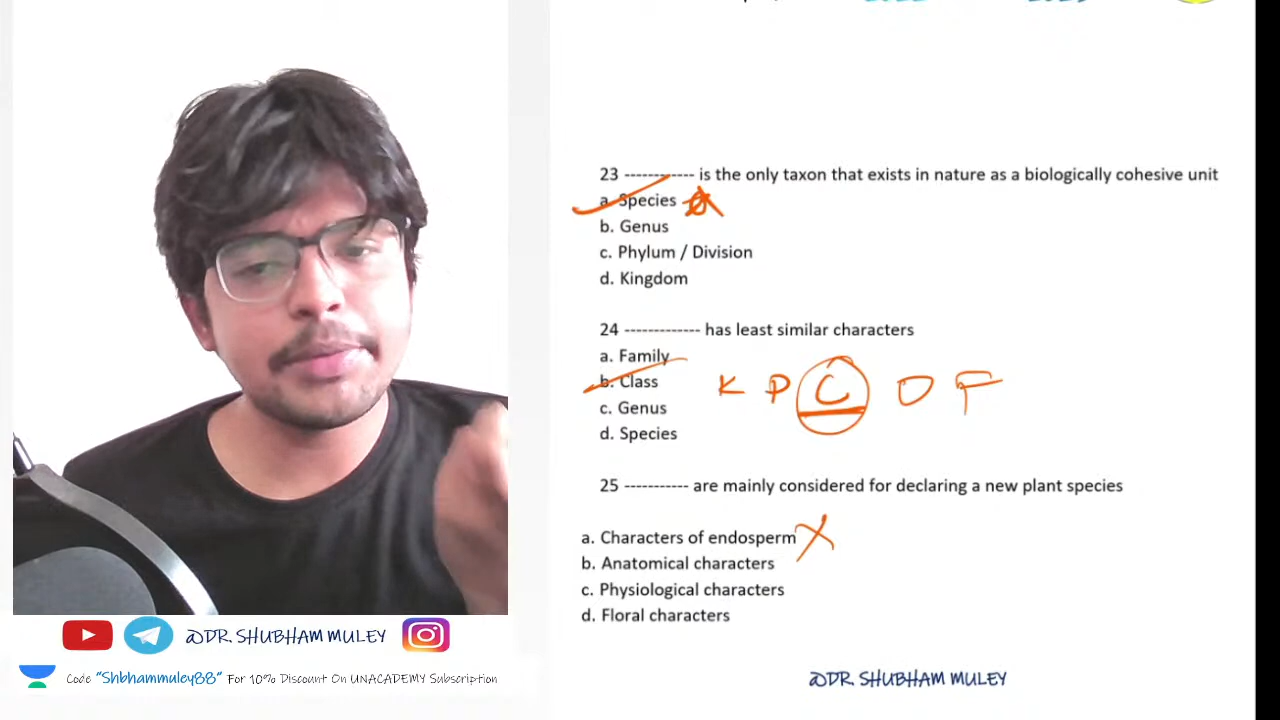 23 ------------ is the only taxon that exists in nature as a biologically cohesive unit
a. Species
b. Genus
c. Phylum / Division
d. Kingdom
24 ------------- has least similar characters
a. Family
b. Class
c. Genus
d. Species
K P C O F
25 ----------- are mainly considered for declaring a new plant species
a. Characters of endosperm X
b. Anatomical characters
c. Physiological characters
d. Floral characters
@DR. SHUBHAM MULEY
Code "Shbhammuley88" For 10% Discount On UNACADEMY Subscription
@DR. SHUBHAM MULEY